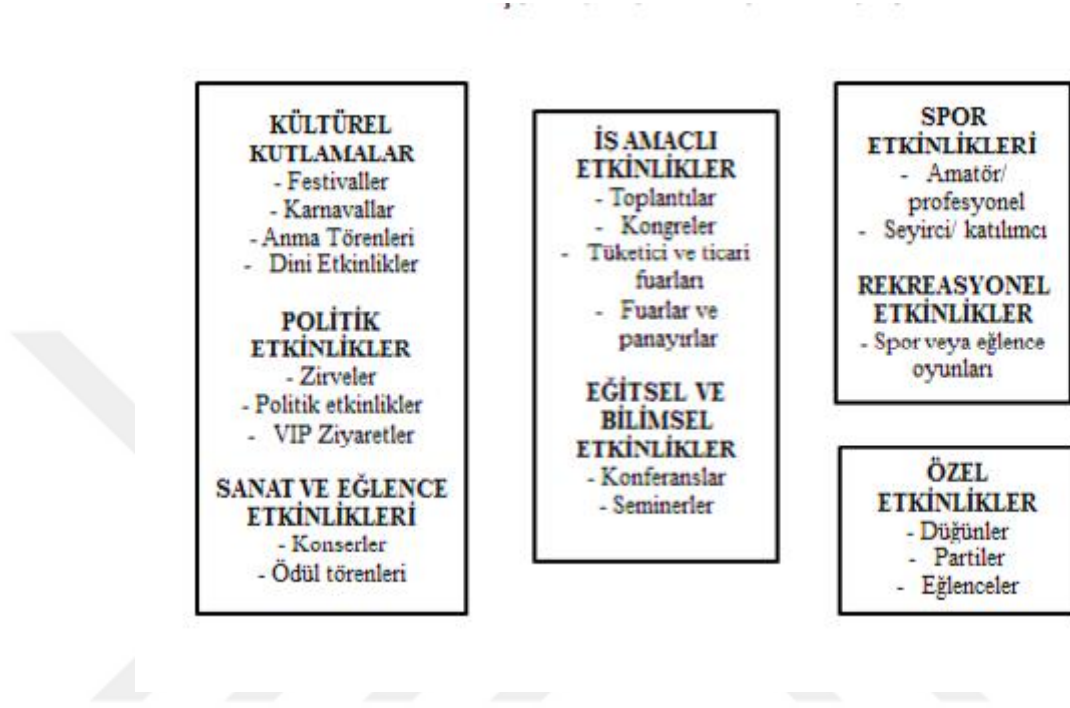 KÜLTÜREL
KUTLAMALAR
- Festivaller
- Karnavallar
- Anma Törenleri
- Dini Etkinlikler
POLİTİK
ETKİNLİKLER
- Zirveler
- Politik etkinlikler
- VIP Ziyaretler
SANAT VE EĞLENCE
ETKİNLİKLERİ
- Konserler
- Ödül törenleri
İS AMACLI
ETKİNLİKLER
- Toplantılar
- Kongreler
- Tüketici ve ticari
fuarları
- Fuarlar ve
panayırlar
EĞİTSEL VE
BİLİMSEL
ETKİNLİKLER
- Konferanslar
- Seminerler
SPOR
ETKİNLİKLERİ
- Amatör/
profesyonel
- Seyirci/ katılımcı
REKREASYONEL
ETKİNLİKLER
- Spor veya eğlence
oyunları
ÖZEL
ETKİNLİKLER
- Düğünler
- Partiler
- Eğlenceler